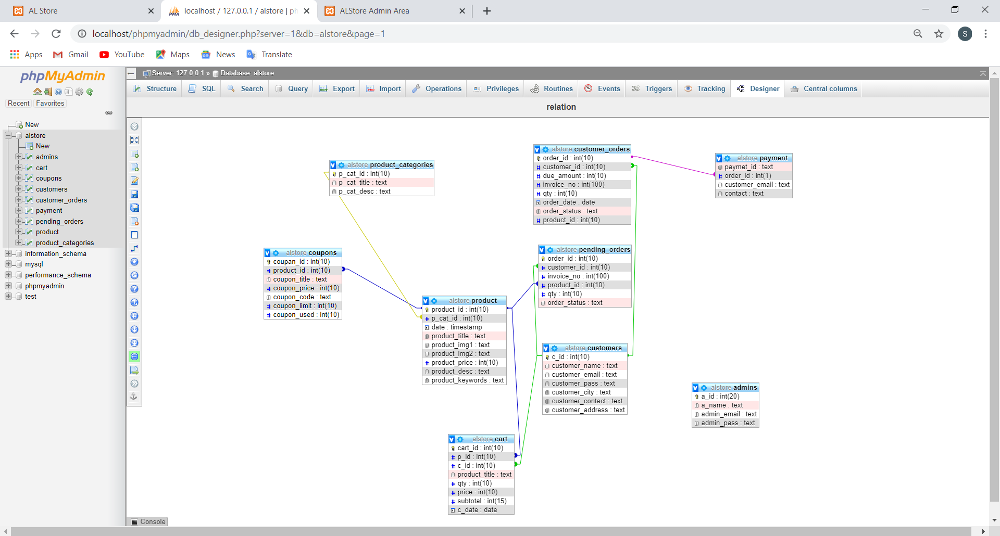 AL Store
localhost / 127.0.0.1 / alstore | ph
ALStore Admin Area
localhost/phpmyadmin/db_designer.php?server=1&db=alstore&page=1
S
Apps
Gmail
YouTube
Maps
News
Translate
phpMyAdmin
Recent
Favorites
New
alstore
New
admins
cart
coupons
customers
customer_orders
payment
pending_orders
product
product_categories
information_schema
mysql
performance_schema
phpmyadmin
test
Server: 127.0.0.1 » Database: alstore
Structure
SQL
Search
Query
Export
Import
Operations
Privileges
Routines
Events
Triggers
Tracking
Designer
Central columns
relation
alstore product_categories
p_cat_id : int(10)
p_cat_title : text
p_cat_desc : text
alstore customer_orders
order_id : int(10)
customer_id : int(10)
due_amount : int(10)
invoice_no : int(100)
qty : int(10)
order_date : date
order_status : text
product_id : int(10)
alstore payment
paymet_id : text
order_id : int(1)
customer_email : text
contact : text
alstore coupons
coupan_id : int(10)
product_id : int(10)
coupon_title : text
coupon_price : int(10)
coupon_code : text
coupon_limit : int(10)
coupon_used : int(10)
alstore pending_orders
order_id : int(10)
customer_id : int(10)
invoice_no : int(100)
product_id : int(10)
qty : int(10)
order_status : text
alstore product
product_id : int(10)
p_cat_id : int(10)
date : timestamp
product_title : text
product_img1 : text
product_img2 : text
product_price : int(10)
product_desc : text
product_keywords : text
alstore customers
c_id : int(10)
customer_name : text
customer_email : text
customer_pass : text
customer_city : text
customer_contact : text
customer_address : text
alstore admins
a_id : int(20)
a_name : text
admin_email : text
admin_pass : text
alstore cart
cart_id : int(10)
p_id : int(10)
c_id : int(10)
product_title : text
qty : int(10)
price : int(10)
subtotal : int(15)
c_date : date
Console